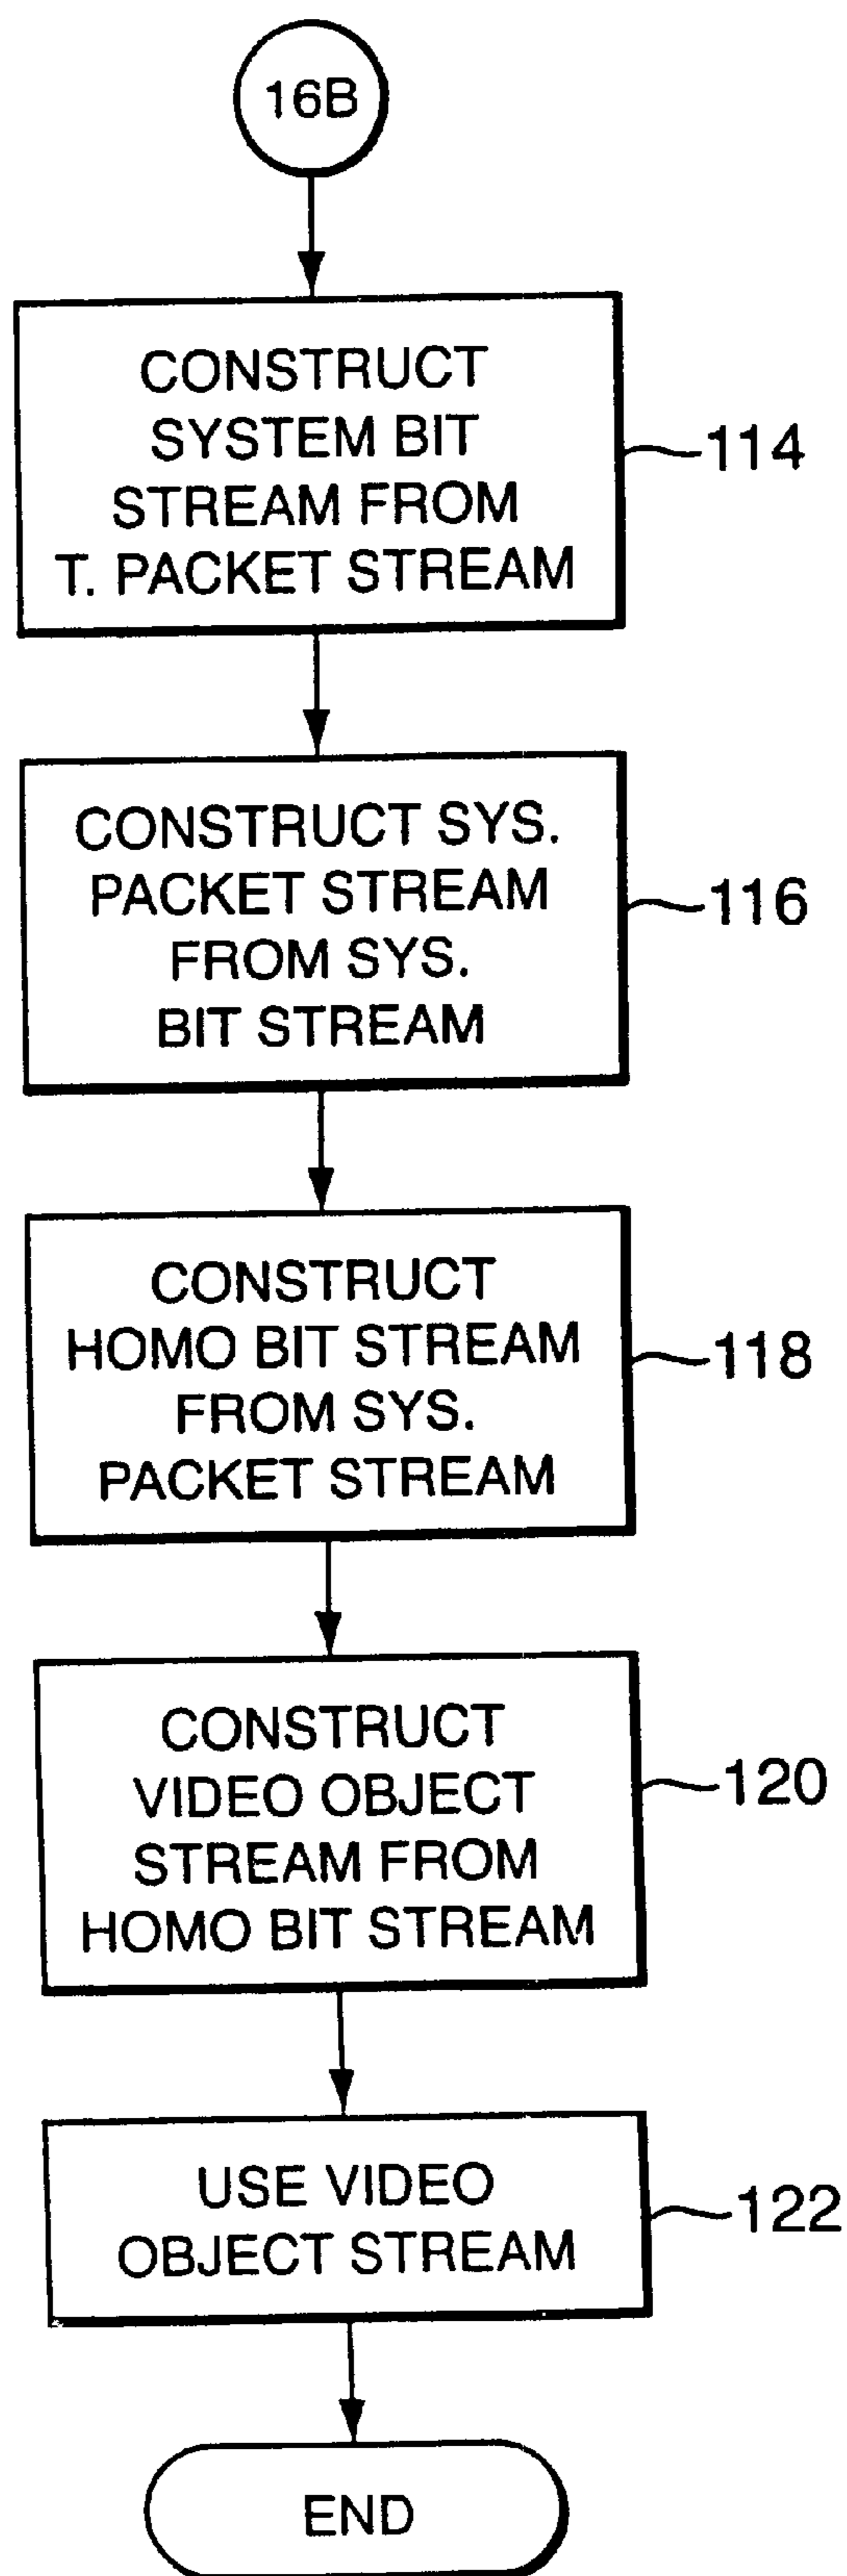 16B
CONSTRUCT
SYSTEM BIT
STREAM FROM
T. PACKET STREAM
114
CONSTRUCT SYS.
PACKET STREAM
FROM SYS.
BIT STREAM
116
CONSTRUCT
HOMO BIT STREAM
FROM SYS.
PACKET STREAM
118
CONSTRUCT
VIDEO OBJECT
STREAM FROM
HOMO BIT STREAM
120
USE VIDEO
OBJECT STREAM
122
END